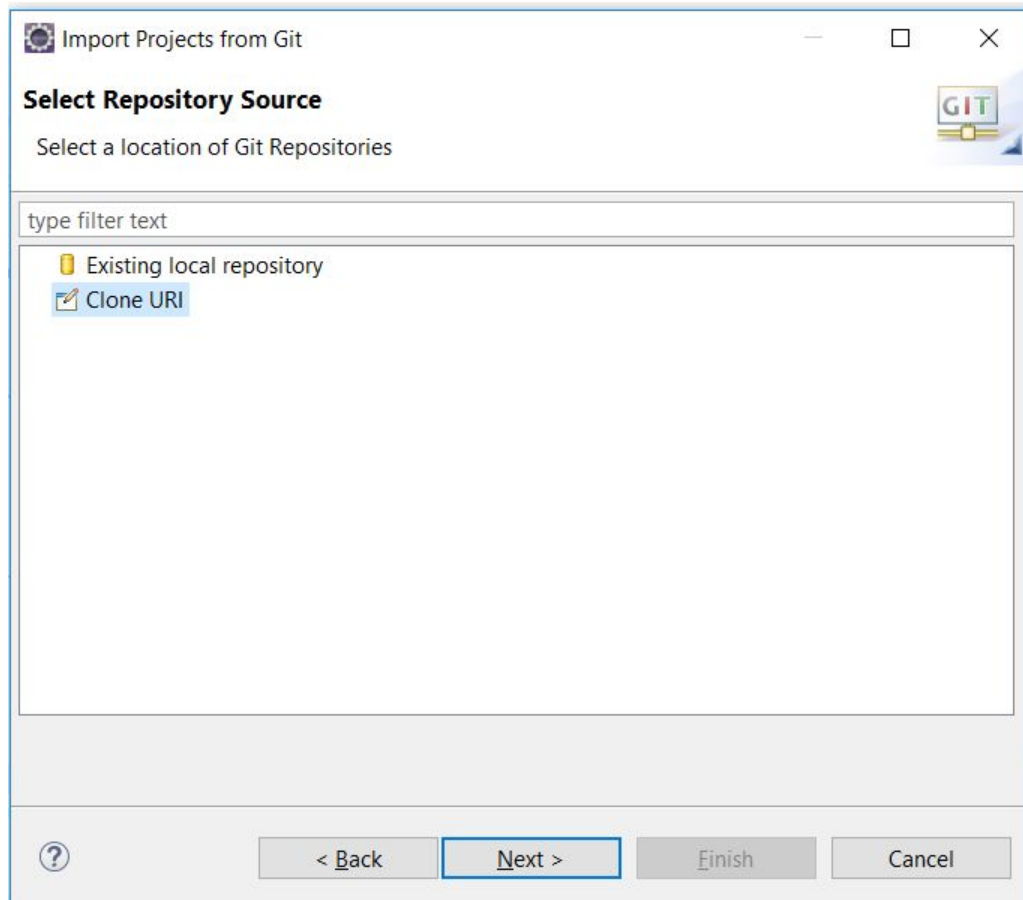 Import Projects from Git
Select Repository Source
GIT
Select a location of Git Repositories
type filter text
Existing local repository
Clone URI
?
< Back
Next >
Finish
Cancel